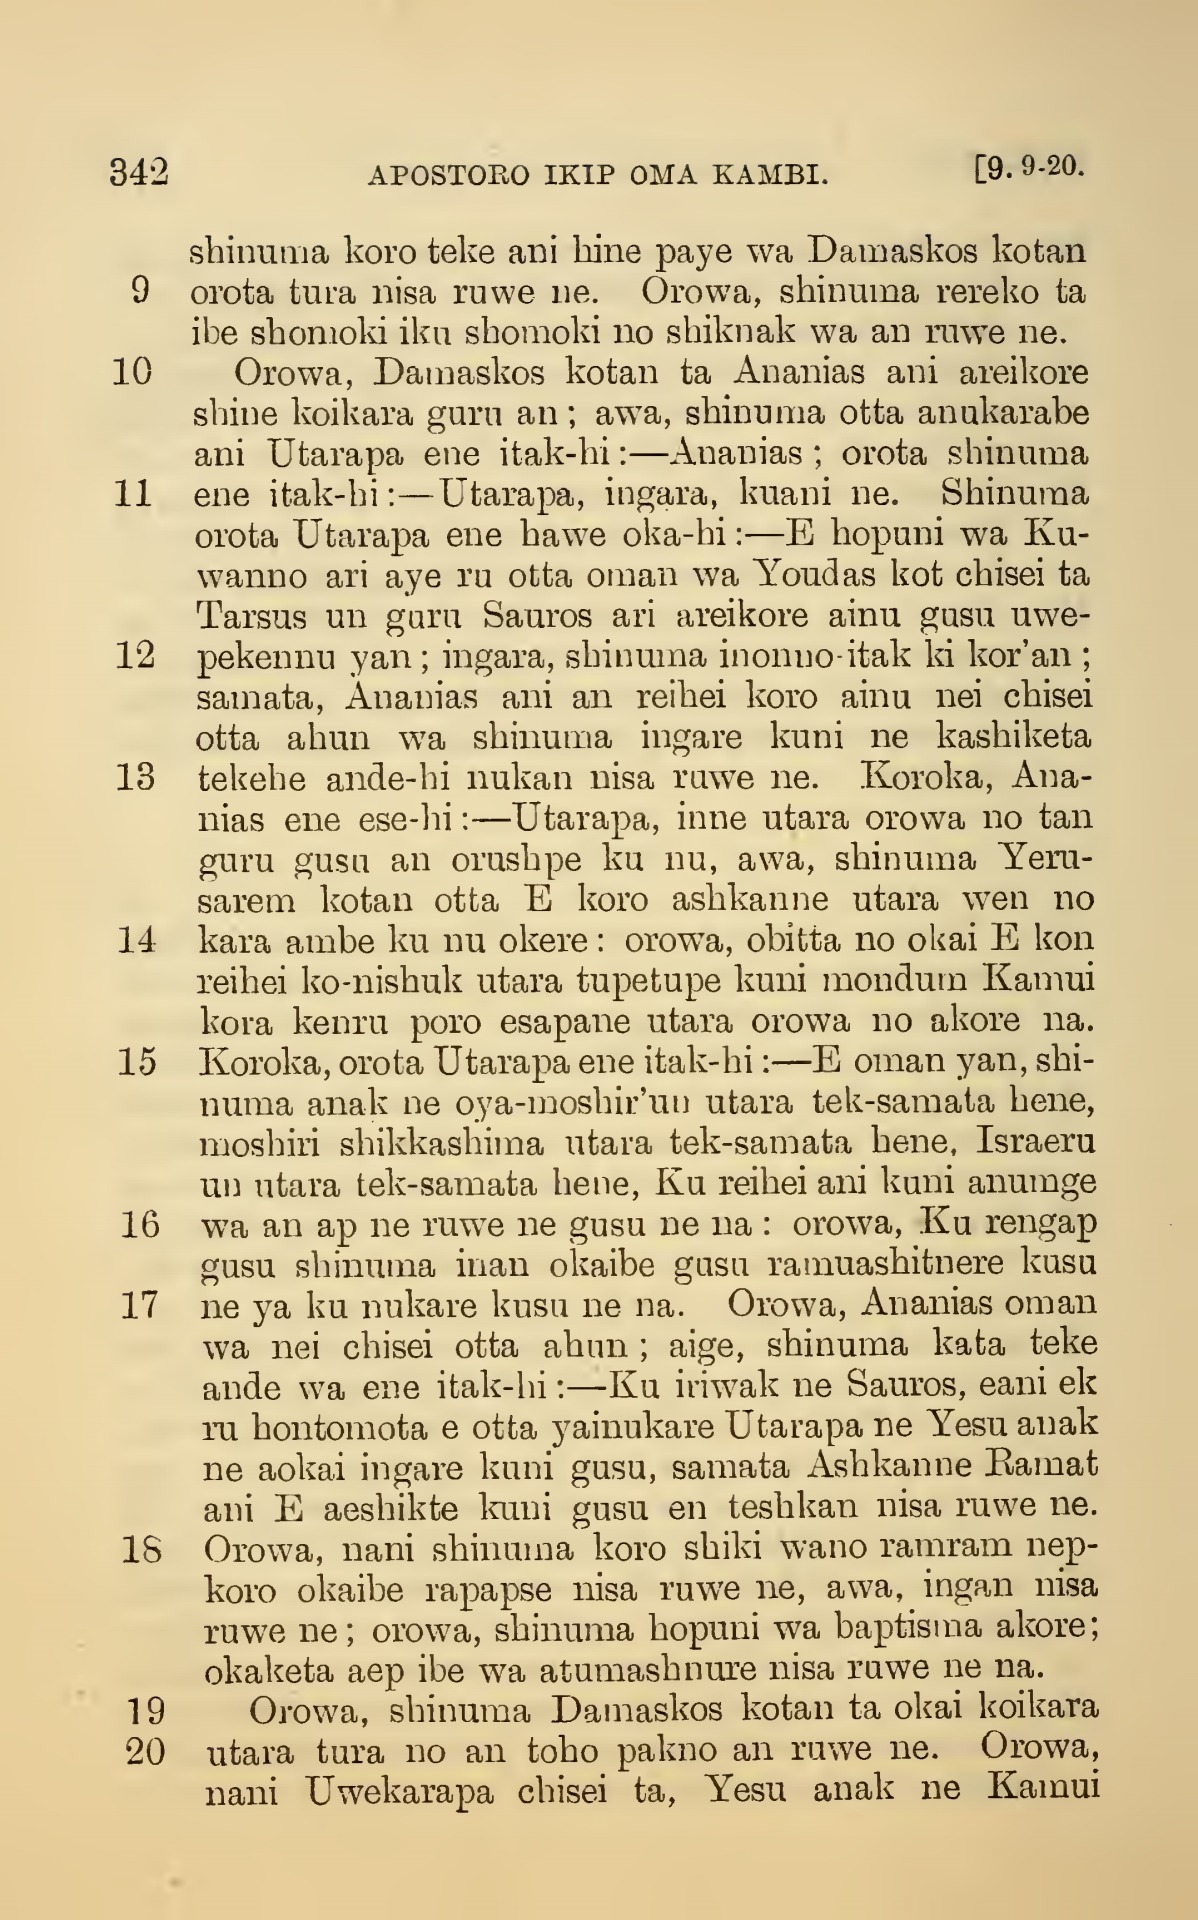 342 APOSTORO IKIP OMA KAMBI. [9. 9-20.
shinuma koro teke ani hine paye wa Damaskos kotan
9 orota tura nisa ruwe ne. Orowa, shinuma rereko ta
ibe shomoki iku shomoki no shiknak wa an ruwe ne.
10 Orowa, Damaskos kotan ta Ananias ani areikore
shine koikara guru an; awa, shinuma otta anukarabe
ani Utarapa ene itak-hi:—Ananias; orota shinuma
11 ene itak-hi:—Utarapa, ingara, kuani ne. Shinuma
orota Utarapa ene hawe oka-hi:—E hopuni wa Ku-
wanno ari aye ru otta oman wa Youdas kot chisei ta
Tarsus un guru Sauros ari areikore ainu gusu uwe-
12 pekennu yan; ingara, shinuma inonno-itak ki kor'an;
samata, Ananias ani an reihei koro ainu nei chisei
otta ahun wa shinuma ingare kuni ne kashiketa
13 tekehe ande-hi nukan nisa ruwe ne. Koroka, Ana-
nias ene ese-hi:—Utarapa, inne utara orowa no tan
guru gusu an orushpe ku nu, awa, shinuma Yeru-
sarem kotan otta E koro ashkanne utara wen no
14 kara ambe ku nu okere: orowa, obitta no okai E kon
reihei ko-nishuk utara tupetupe kuni mondum Kamui
kora kenru poro esapane utara orowa no akore na.
15 Koroka, orota Utarapa ene itak-hi:—E oman yan, shi-
numa anak ne oya-moshir'un utara tek-samata hene,
moshiri shikkashima utara tek-samata hene, Israeru
un utara tek-samata hene, Ku reihei ani kuni anumge
16 wa an ap ne ruwe ne gusu ne na: orowa, Ku rengap
gusu shinuma inan okaibe gusu ramuashitnere kusu
17 ne ya ku nukare kusu ne na. Orowa, Ananias oman
wa nei chisei otta ahun; aige, shinuma kata teke
ande wa ene itak-hi:—Ku iriwak ne Sauros, eani ek
ru hontomota e otta yainukare Utarapa ne Yesu anak
ne aokai ingare kuni gusu, samata Ashkanne Ramat
ani E aeshikte kuni gusu en teshkan nisa ruwe ne.
18 Orowa, nani shinuma koro shiki wano ramram nep-
koro okaibe rapapse nisa ruwe ne, awa, ingan nisa
ruwe ne; orowa, shinuma hopuni wa baptisma akore;
okaketa aep ibe wa atumashnure nisa ruwe ne na.
19 Orowa, shinuma Damaskos kotan ta okai koikara
20 utara tura no an toho pakno an ruwe ne. Orowa,
nani Uwekarapa chisei ta, Yesu anak ne Kamui